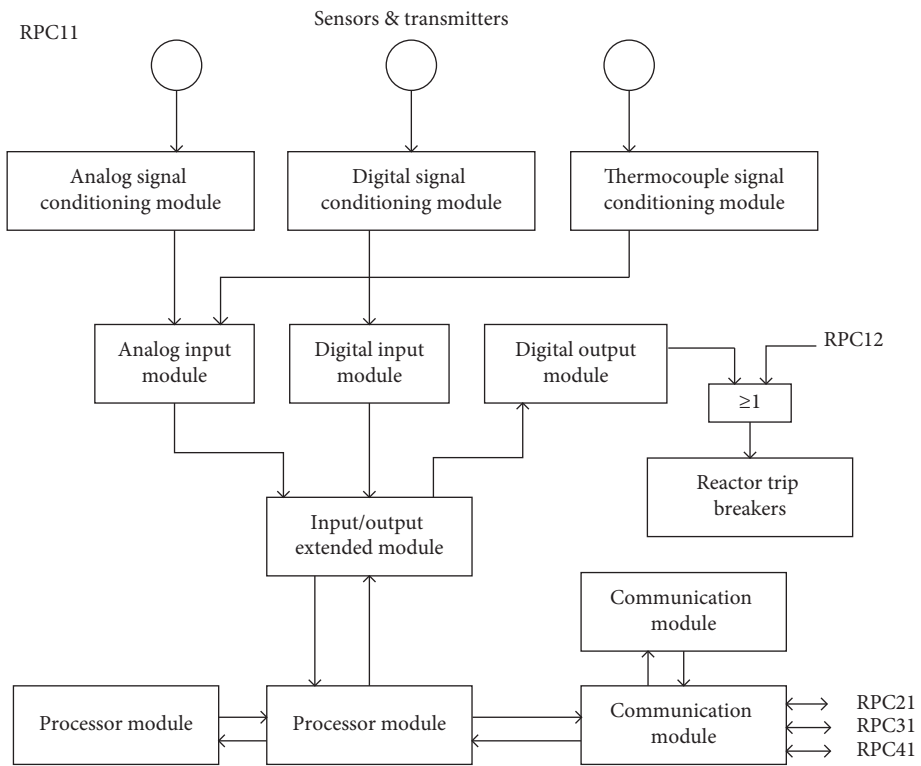 RPC11
Sensors & transmitters
Analog signal
conditioning module
Digital signal
conditioning module
Thermocouple signal
conditioning module
Analog input
module
Digital input
module
Digital output
module
RPC12
≥1
Reactor trip
breakers
Input/output
extended module
Communication
module
Processor module
Processor module
Communication
module
RPC21
RPC31
RPC41